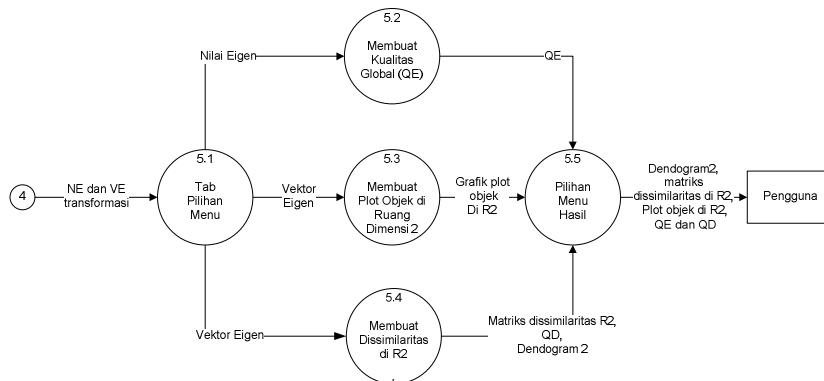 4
NE dan VE
transformasi
5.1
Tab
Pilihan
Menu
Nilai Eigen
5.2
Membuat
Kualitas
Global (QE)
QE
Vektor
Eigen
5.3
Membuat
Plot Objek di
Ruang
Dimensi 2
Grafik plot
objek
Di R2
Vektor Eigen
5.4
Membuat
Dissimilaritas
di R2
Matriks dissimilaritas R2,
QD,
Dendogram 2
5.5
Pilihan
Menu
Hasil
Dendogram2,
matriks
dissimilaritas di R2,
Plot objek di R2,
QE dan QD
Pengguna